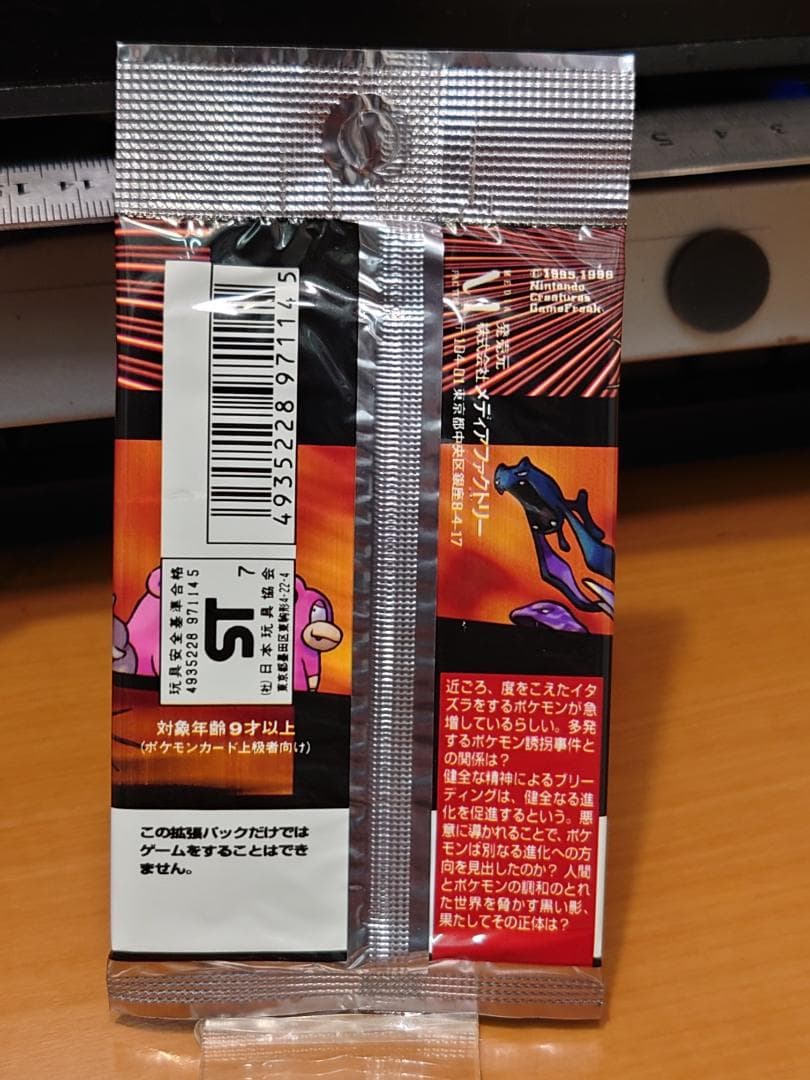 ©1995,1996
Nintendo
Creatures
GameFreak.
MEDIA
FACTORY
発売元
株式会社メディアファクトリー
〒104-01 東京都中央区銀座8-4-17
4935228971145
玩具安全基準合格
4935228 971145
ST
7
(社)日本玩具協会
東京都墨田区東駒形4-22-4
対象年齢9才以上
(ポケモンカード上級者向け)
この拡張パックだけでは
ゲームをすることはでき
ません。
近ごろ、度をこえたイタ
ズラをするポケモンが急
増しているらしい。多発
するポケモン誘拐事件と
の関係は?
健全な精神によるブリー
ディングは、健全なる進
化を促進するという。悪
意に導かれることで、ポケ
モンは別なる進化への方
向を見出したのか? 人間
とポケモンの調和のとれ
た世界を脅かす黒い影、
果たしてその正体は?
14
13
5
4
3